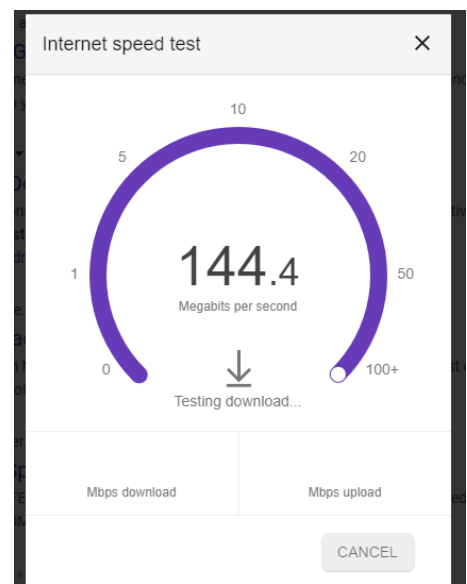 Internet speed test
10
5
20
144.4
1
50
Megabits per second
0
100+
Testing download...
Mbps download
Mbps upload
CANCEL